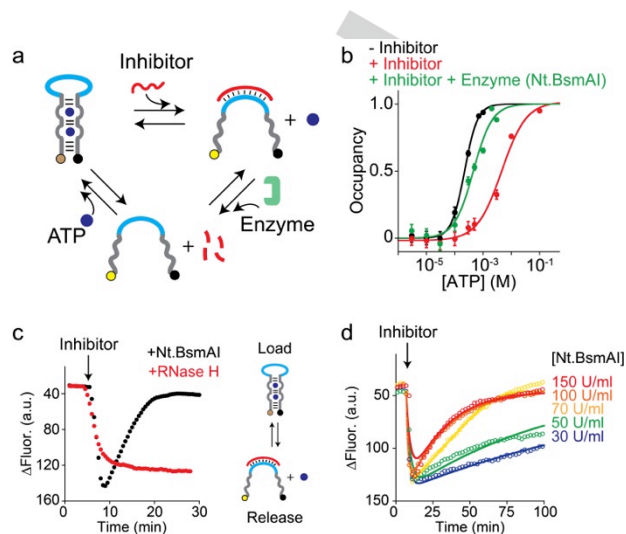 a
Inhibitor
+
ATP
+
Enzyme
b
- Inhibitor
+ Inhibitor
+ Inhibitor + Enzyme (Nt.BsmAI)
Occupancy
1.0
0.5
0
10-5
10-3
10-1
[ATP] (M)
c
Inhibitor
+Nt.BsmAI
+RNase H
ΔFluor. (a.u.)
40
80
120
160
0
10
20
30
Time (min)
Load
+
Release
d
Inhibitor
[Nt.BsmAI]
150 U/ml
100 U/ml
70 U/ml
50 U/ml
30 U/ml
ΔFluor. (a.u.)
50
100
150
0
25
50
75
100
Time (min)